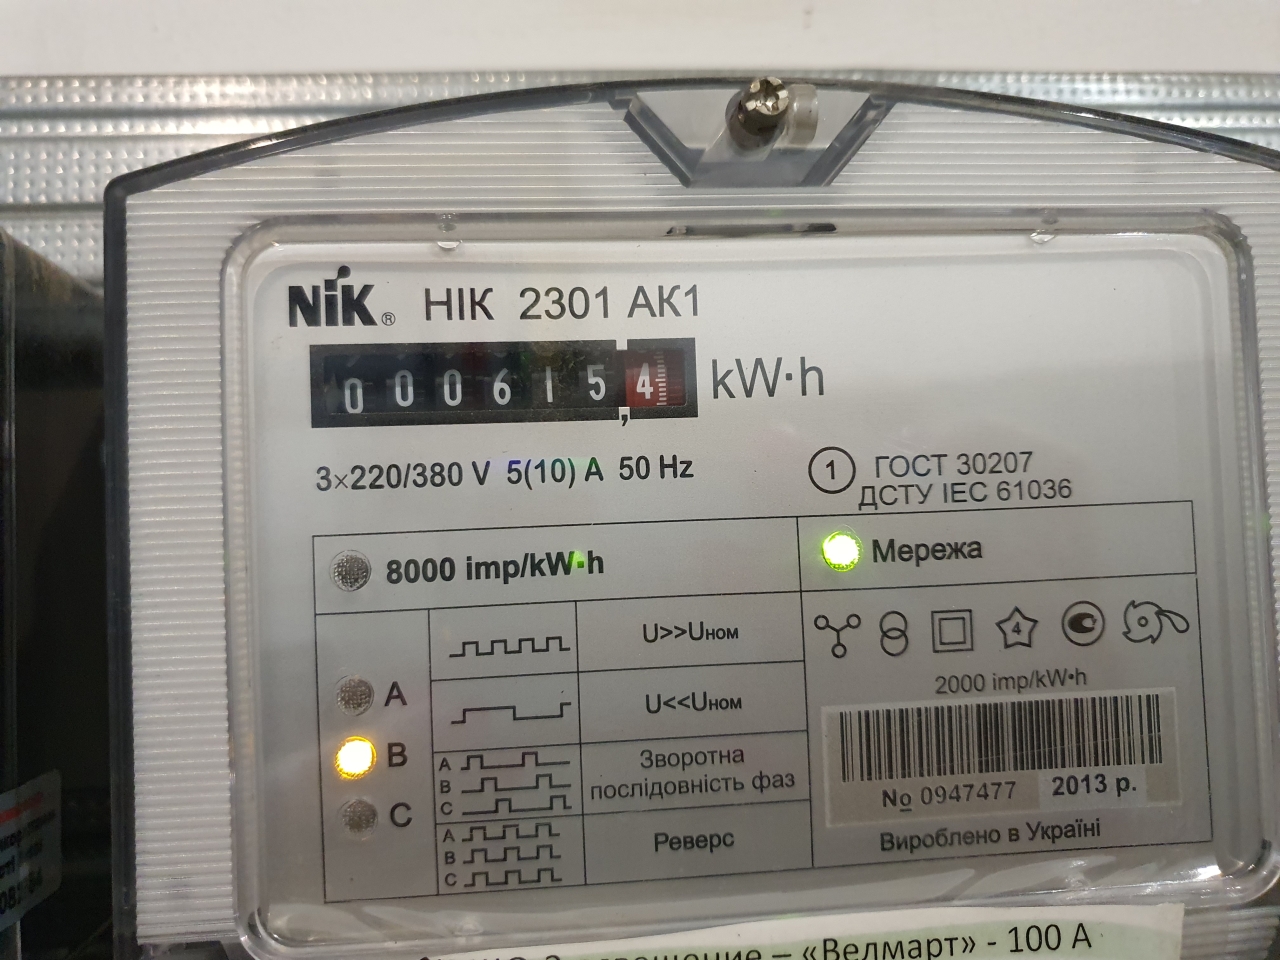 NiK® НІК 2301 АК1
000615,4 kW·h
3×220/380 V 5(10) A 50 Hz
1 ГОСТ 30207
ДСТУ IEC 61036
8000 imp/kW·h
Мережа
A
B
C
U>>Uном
U<<Uном
A
B
C
Зворотна
послідовність фаз
A
B
C
Реверс
4
2000 imp/kW·h
No 0947477 2013 р.
Вироблено в Україні
– «Велмарт» - 100 А